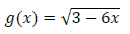 g(x) = √(3 − 6x)